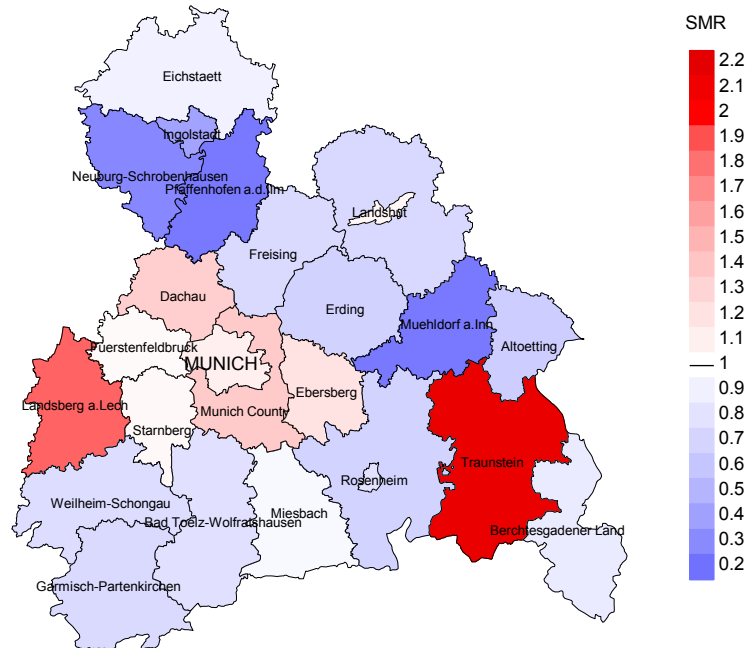 SMR
Eichstaett
Ingolstadt
Neuburg-Schrobenhausen
Pfaffenhofen a.d.Ilm
Landshut
Freising
Dachau
Erding
Muehldorf a.Inn
Altoetting
Fuerstenfeldbruck
MUNICH
Ebersberg
Landsberg a.Lech
Munich County
Starnberg
Traunstein
Rosenheim
Weilheim-Schongau
Miesbach
Bad Toelz-Wolfratshausen
Berchtesgadener Land
Garmisch-Partenkirchen
2.2
2.1
2
1.9
1.8
1.7
1.6
1.5
1.4
1.3
1.2
1.1
1
0.9
0.8
0.7
0.6
0.5
0.4
0.3
0.2